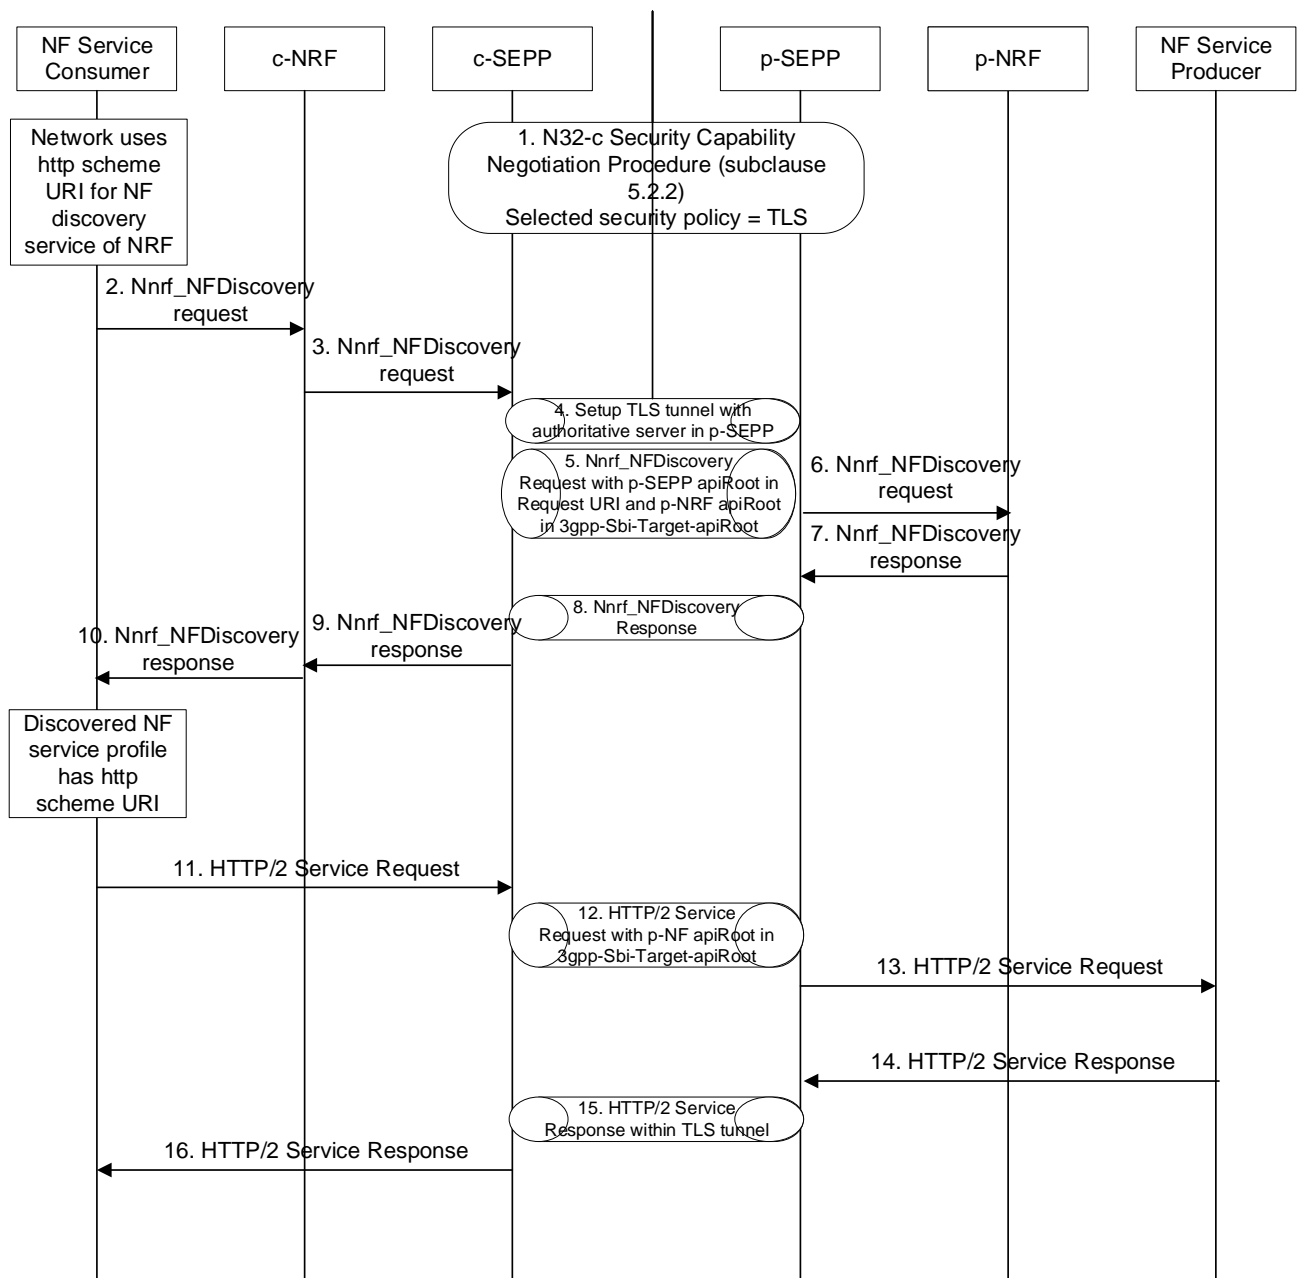 NF Service
Consumer
c-NRF
c-SEPP
p-SEPP
p-NRF
NF Service
Producer
Network uses
http scheme
URI for NF
discovery
service of NRF
1. N32-c Security Capability
Negotiation Procedure (subclause
5.2.2)
Selected security policy = TLS
2. Nnrf_NFDiscovery
request
3. Nnrf_NFDiscovery
request
4. Setup TLS tunnel with
authoritative server in p-SEPP
5. Nnrf_NFDiscovery
Request with p-SEPP apiRoot in
Request URI and p-NRF apiRoot
in 3gpp-Sbi-Target-apiRoot
6. Nnrf_NFDiscovery
request
7. Nnrf_NFDiscovery
response
8. Nnrf_NFDiscovery
Response
9. Nnrf_NFDiscovery
response
10. Nnrf_NFDiscovery
response
Discovered NF
service profile
has http
scheme URI
11. HTTP/2 Service Request
12. HTTP/2 Service
Request with p-NF apiRoot in
3gpp-Sbi-Target-apiRoot
13. HTTP/2 Service Request
14. HTTP/2 Service Response
15. HTTP/2 Service
Response within TLS tunnel
16. HTTP/2 Service Response